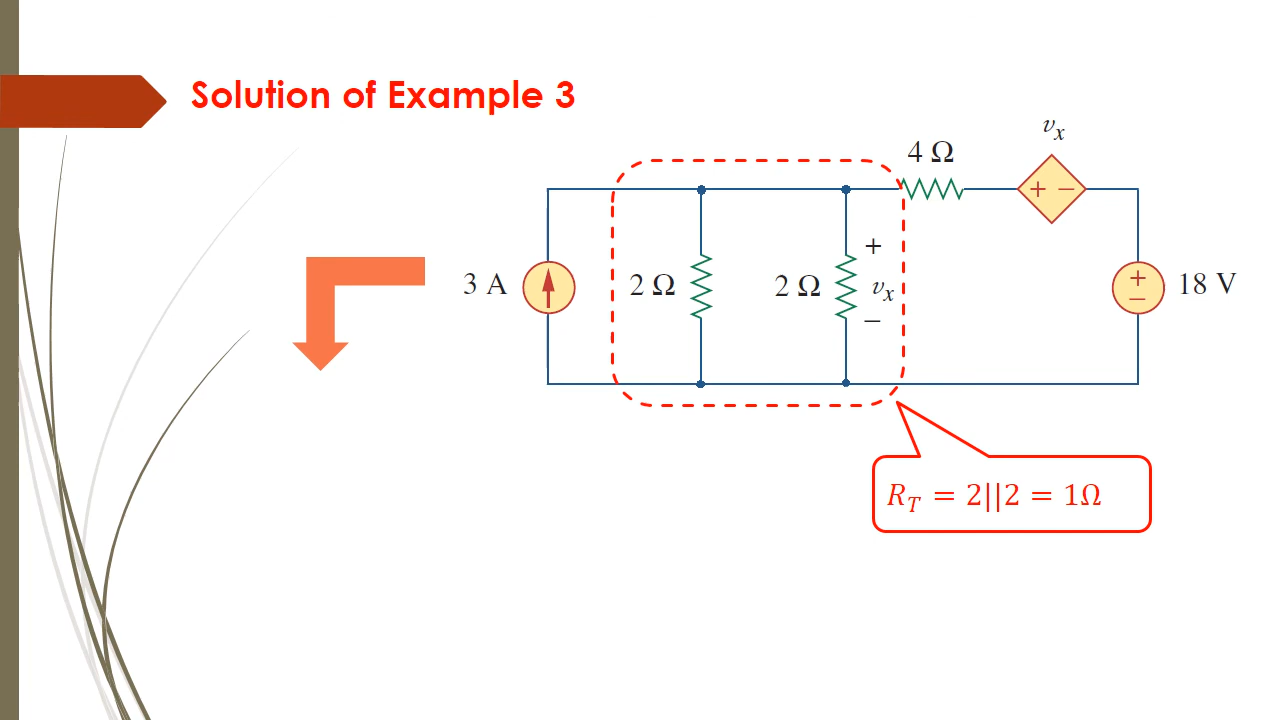 Solution of Example 3
vₓ
4 Ω
+ −
3 A
2 Ω
2 Ω
+
vₓ
−
+
−
18 V
R_T = 2||2 = 1Ω